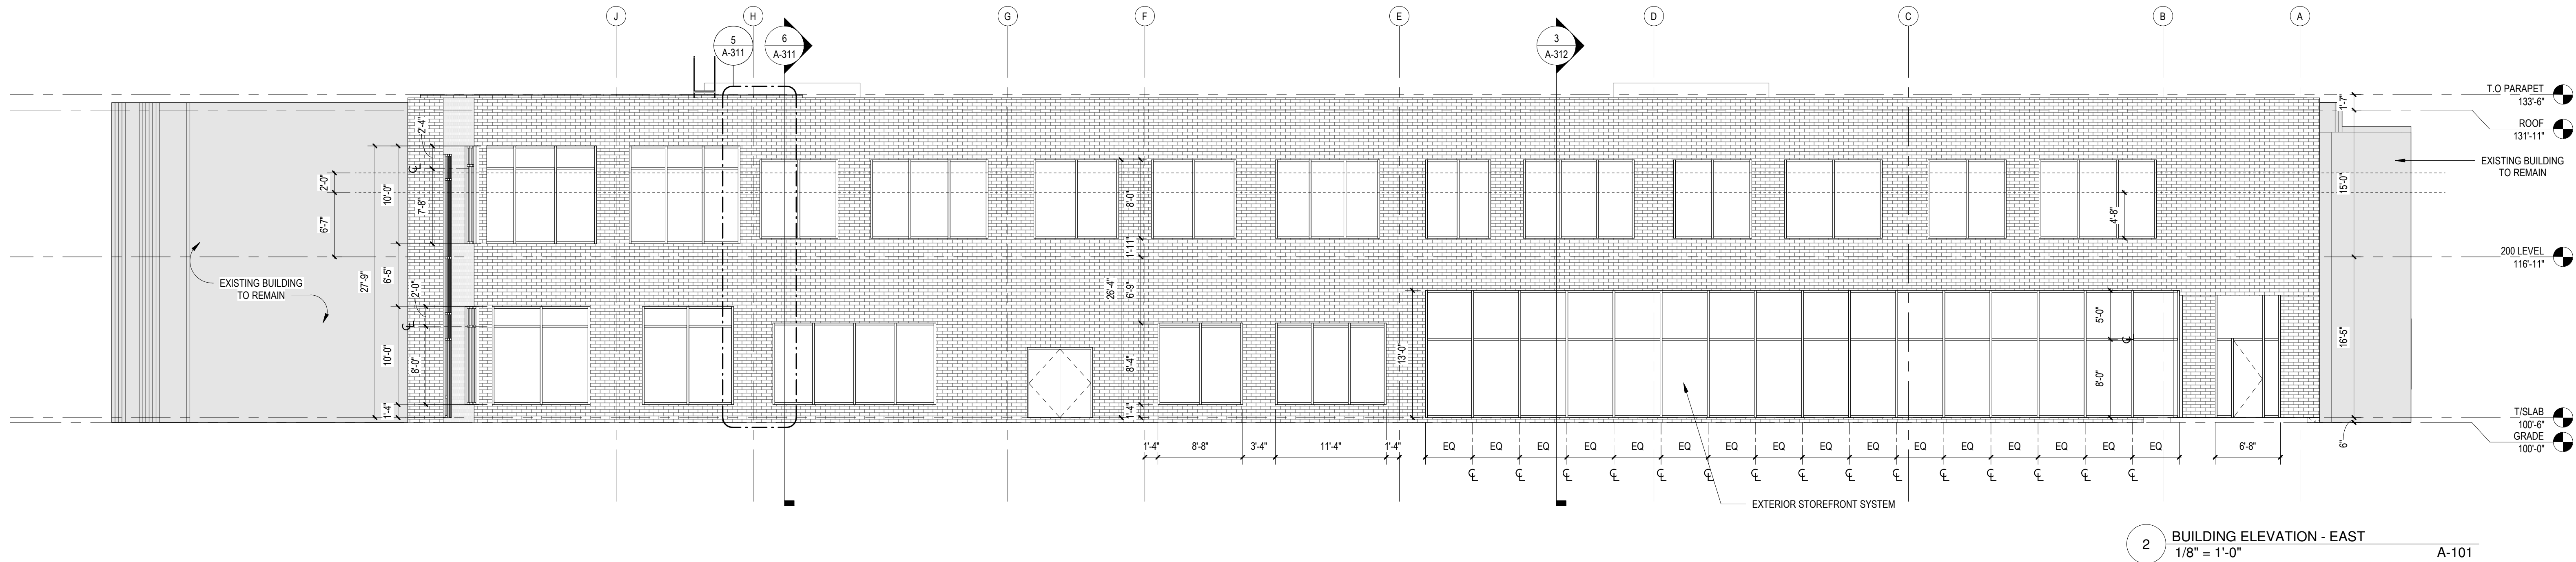 J
H
G
F
E
D
C
B
A
5
A-311
6
A-311
3
A-312
T.O PARAPET
133'-6"
1'-7"
ROOF
131'-11"
EXISTING BUILDING
TO REMAIN
15'-0"
200 LEVEL
116'-11"
16'-5"
T/SLAB
100'-6"
GRADE
100'-0"
6"
EXISTING BUILDING
TO REMAIN
2'-0"
6'-7"
27'-9"
10'-0"
6'-5"
10'-0"
1'-4"
2'-4"
7'-8"
2'-0"
8'-0"
℄
℄
26'-4"
8'-0"
1'-11"
6'-9"
8'-4"
1'-4"
13'-0"
4'-8"
5'-0"
℄
8'-0"
1'-4"
8'-8"
3'-4"
11'-4"
1'-4"
EQ EQ EQ EQ EQ EQ EQ EQ EQ EQ EQ EQ EQ EQ EQ EQ
6'-8"
℄ ℄ ℄ ℄ ℄ ℄ ℄ ℄ ℄ ℄ ℄ ℄ ℄ ℄ ℄
EXTERIOR STOREFRONT SYSTEM
2
BUILDING ELEVATION - EAST
1/8" = 1'-0"
A-101